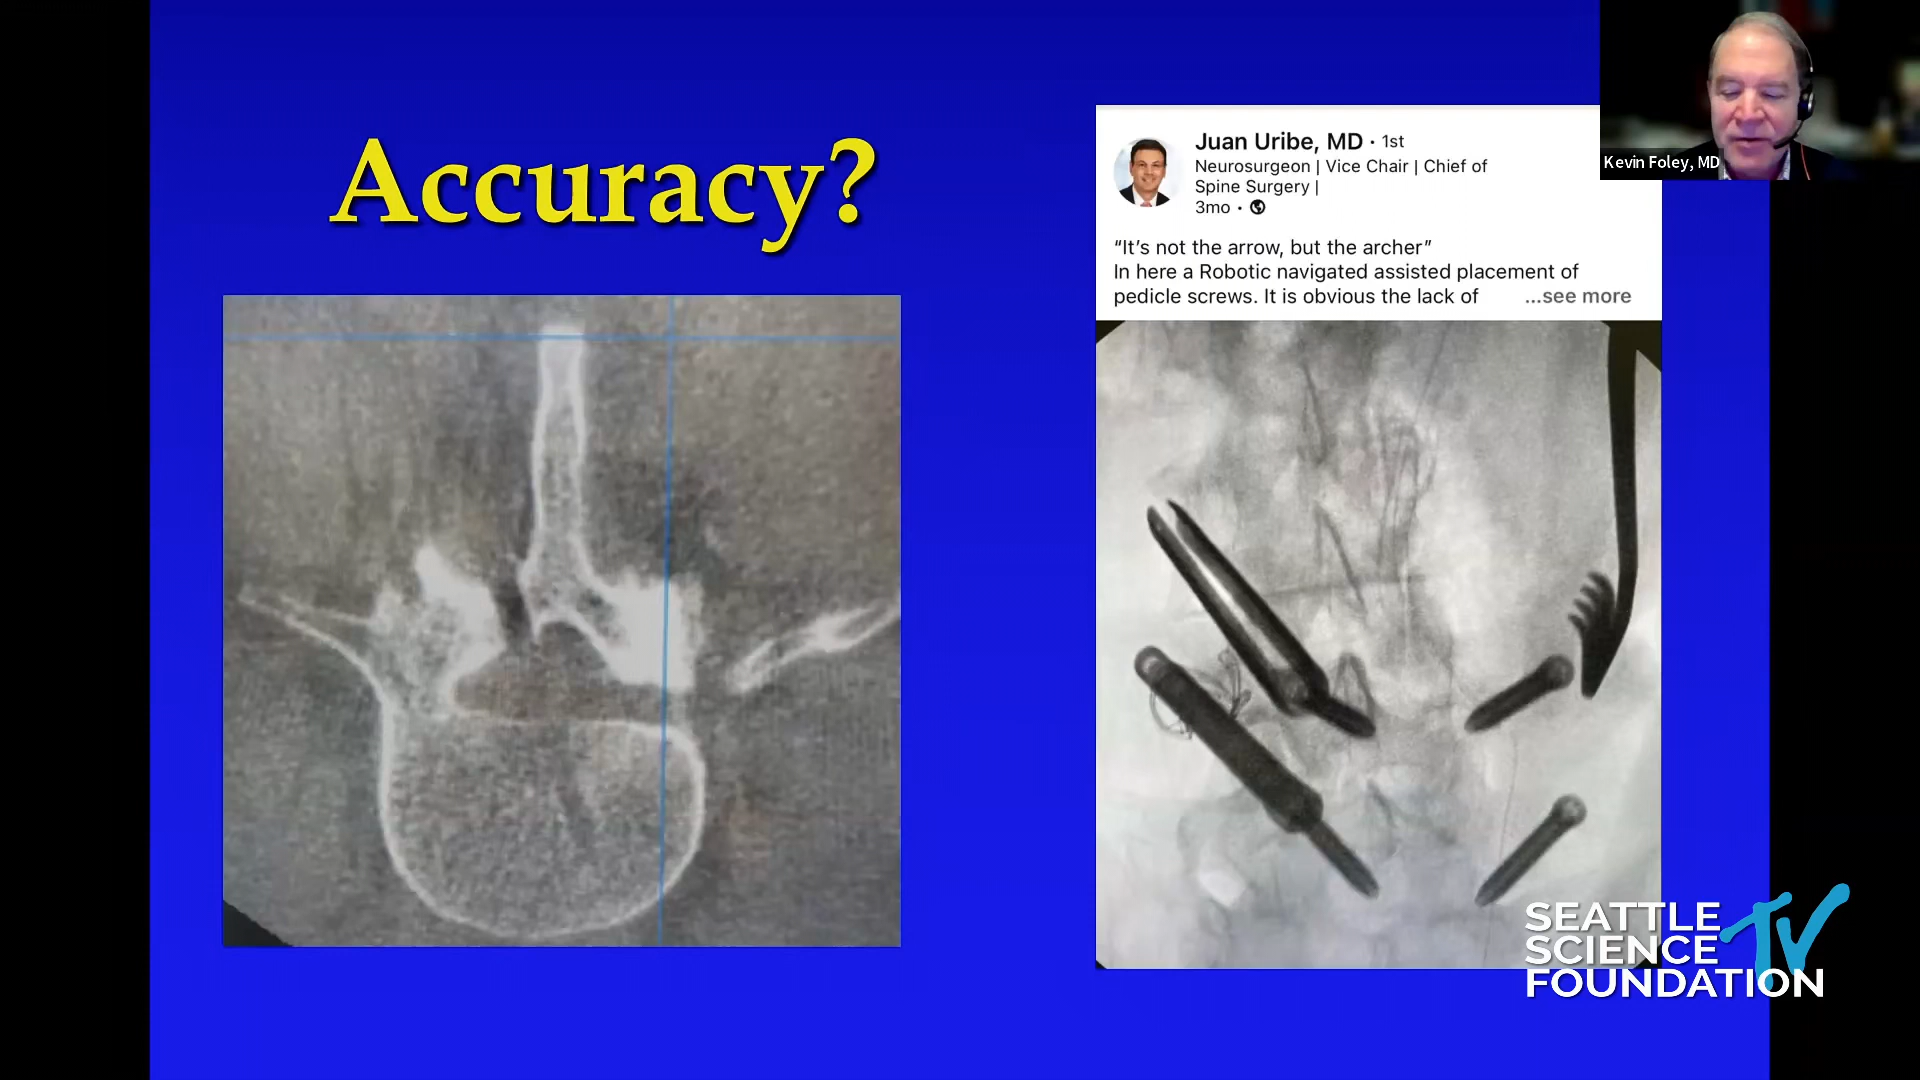 Accuracy?
Juan Uribe, MD · 1st
Neurosurgeon | Vice Chair | Chief of
Spine Surgery |
3mo ·
“It’s not the arrow, but the archer”
In here a Robotic navigated assisted placement of
pedicle screws. It is obvious the lack of ...see more
Kevin Foley, MD
SEATTLE
SCIENCE
FOUNDATION
TV